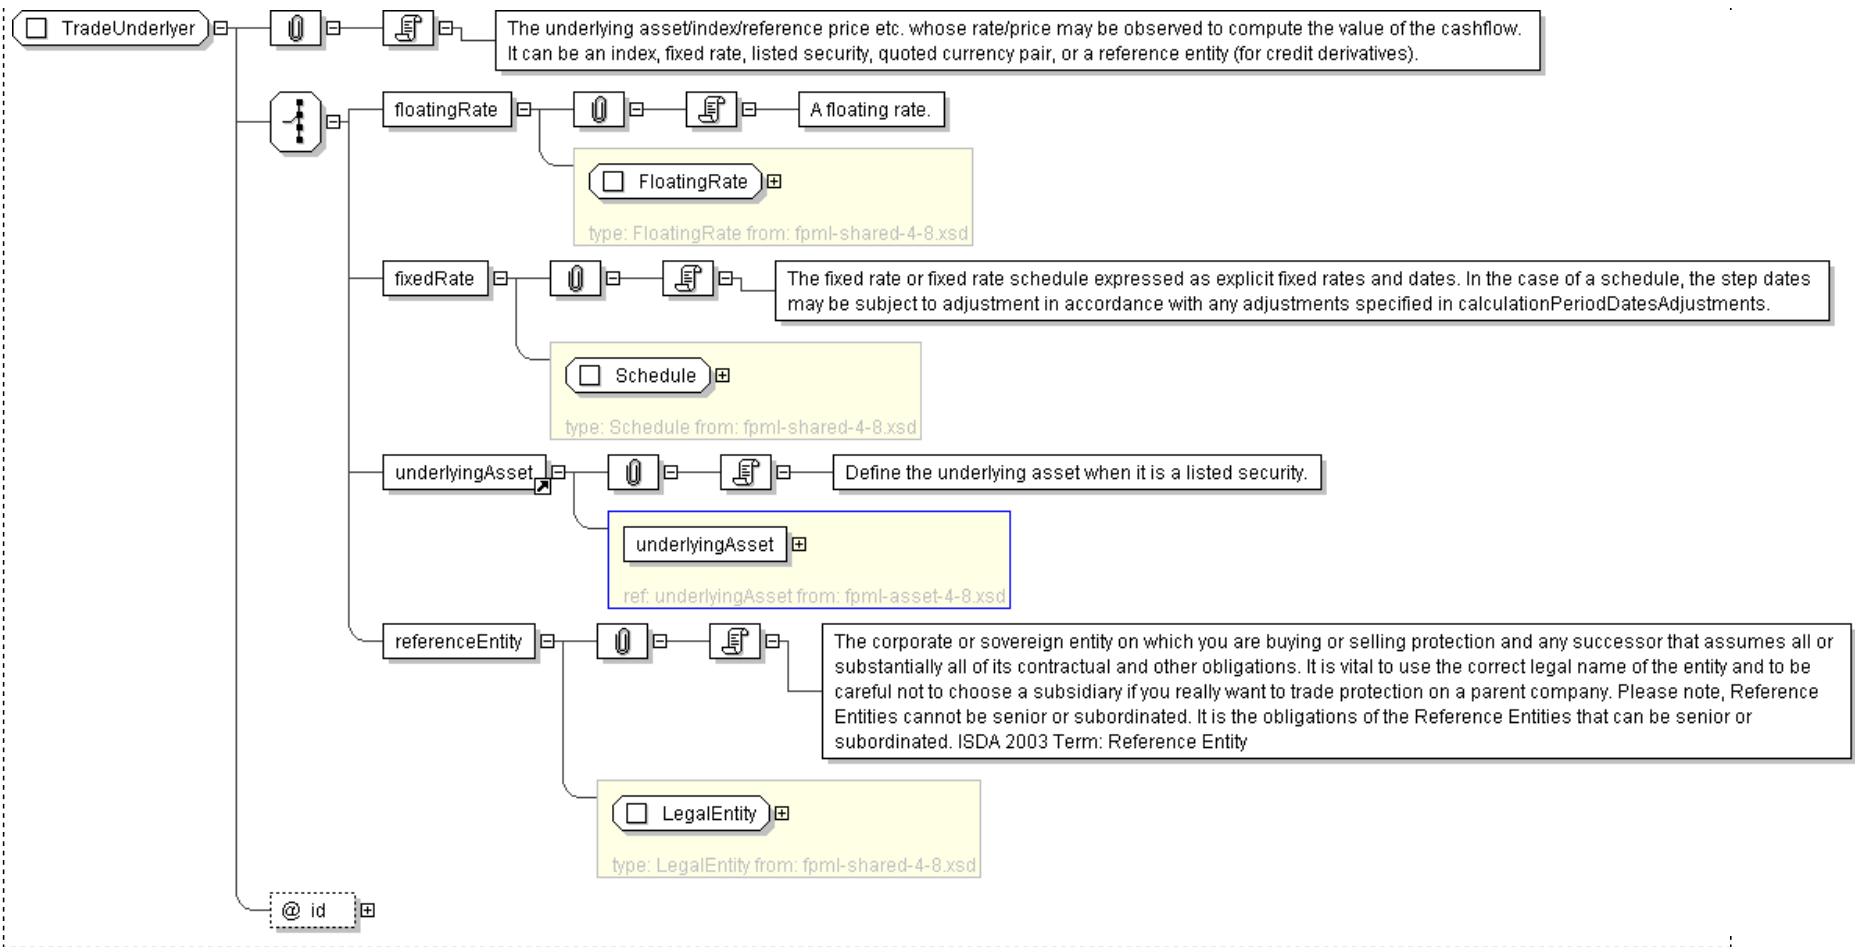 TradeUnderlyer
The underlying asset/index/reference price etc. whose rate/price may be observed to compute the value of the cashflow.
It can be an index, fixed rate, listed security, quoted currency pair, or a reference entity (for credit derivatives).
floatingRate
A floating rate.
FloatingRate
type: FloatingRate from: fpml-shared-4-8.xsd
fixedRate
The fixed rate or fixed rate schedule expressed as explicit fixed rates and dates. In the case of a schedule, the step dates
may be subject to adjustment in accordance with any adjustments specified in calculationPeriodDatesAdjustments.
Schedule
type: Schedule from: fpml-shared-4-8.xsd
underlyingAsset
Define the underlying asset when it is a listed security.
underlyingAsset
ref: underlyingAsset from: fpml-asset-4-8.xsd
referenceEntity
The corporate or sovereign entity on which you are buying or selling protection and any successor that assumes all or
substantially all of its contractual and other obligations. It is vital to use the correct legal name of the entity and to be
careful not to choose a subsidiary if you really want to trade protection on a parent company. Please note, Reference
Entities cannot be senior or subordinated. It is the obligations of the Reference Entities that can be senior or
subordinated. ISDA 2003 Term: Reference Entity
LegalEntity
type: LegalEntity from: fpml-shared-4-8.xsd
@ id